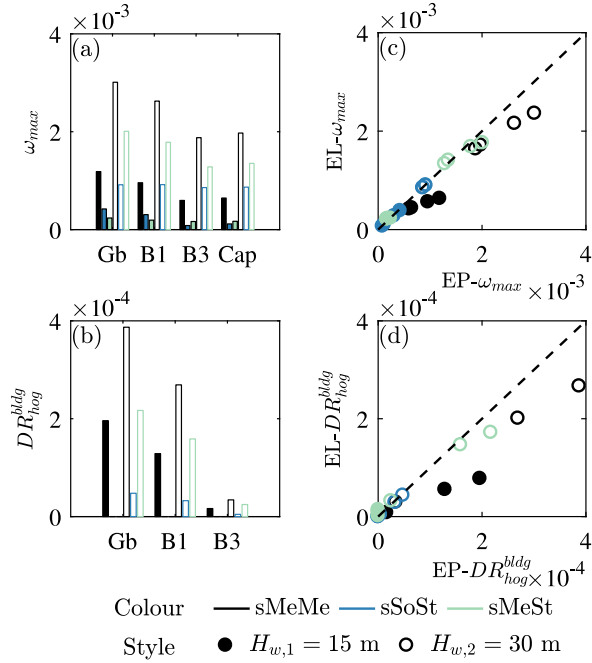 ×10⁻³
(a)
4
2
0
ω_max
Gb B1 B3 Cap
×10⁻³
(c)
4
2
0
EL-ω_max
0 2 4
EP-ω_max ×10⁻³
×10⁻⁴
(b)
4
2
0
DR_hog^bldg
Gb B1 B3
×10⁻⁴
(d)
4
2
0
EL-DR_hog^bldg
0 2 4
EP-DR_hog^bldg ×10⁻⁴
Colour sMeMe sSoSt sMeSt
Style H_w,1 = 15 m H_w,2 = 30 m